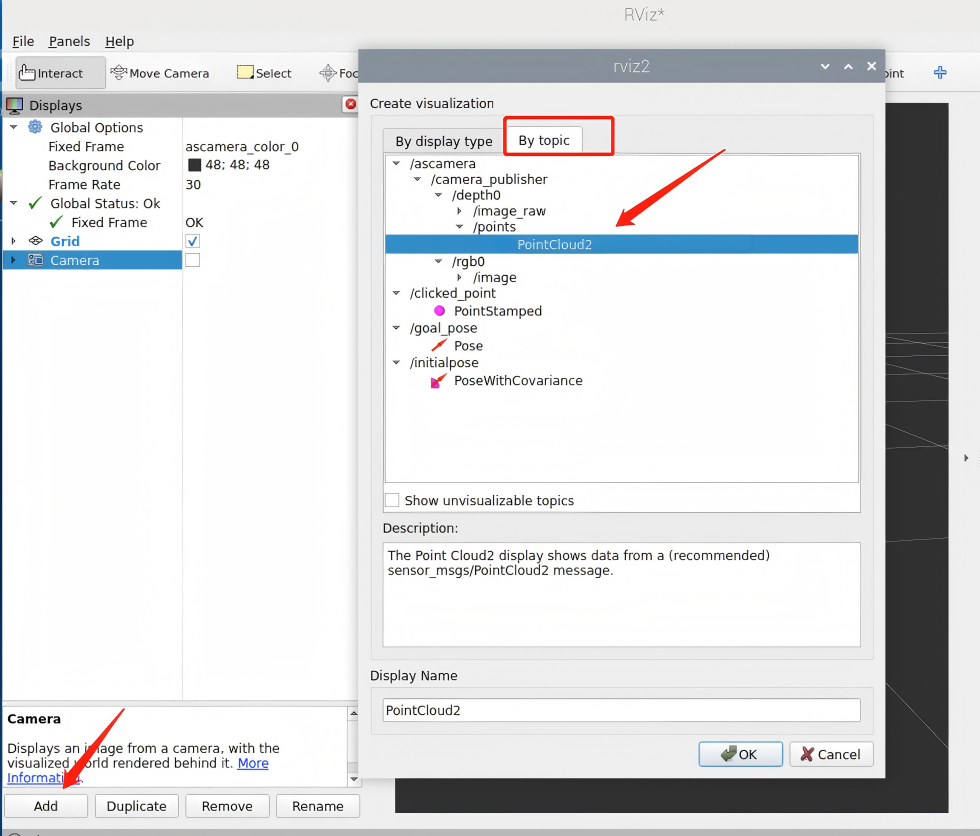 RViz*
File Panels Help
Interact Move Camera Select Foc
oint
Displays
Global Options
Fixed Frame ascamera_color_0
Background Color 48; 48; 48
Frame Rate 30
Global Status: Ok
Fixed Frame OK
Grid
Camera
Camera
Displays an image from a camera, with the
visualized world rendered behind it. More
Information.
Add Duplicate Remove Rename
rviz2
Create visualization
By display type By topic
/ascamera
/camera_publisher
/depth0
/image_raw
/points
PointCloud2
/rgb0
/image
/clicked_point
PointStamped
/goal_pose
Pose
/initialpose
PoseWithCovariance
Show unvisualizable topics
Description:
The Point Cloud2 display shows data from a (recommended)
sensor_msgs/PointCloud2 message.
Display Name
PointCloud2
OK Cancel